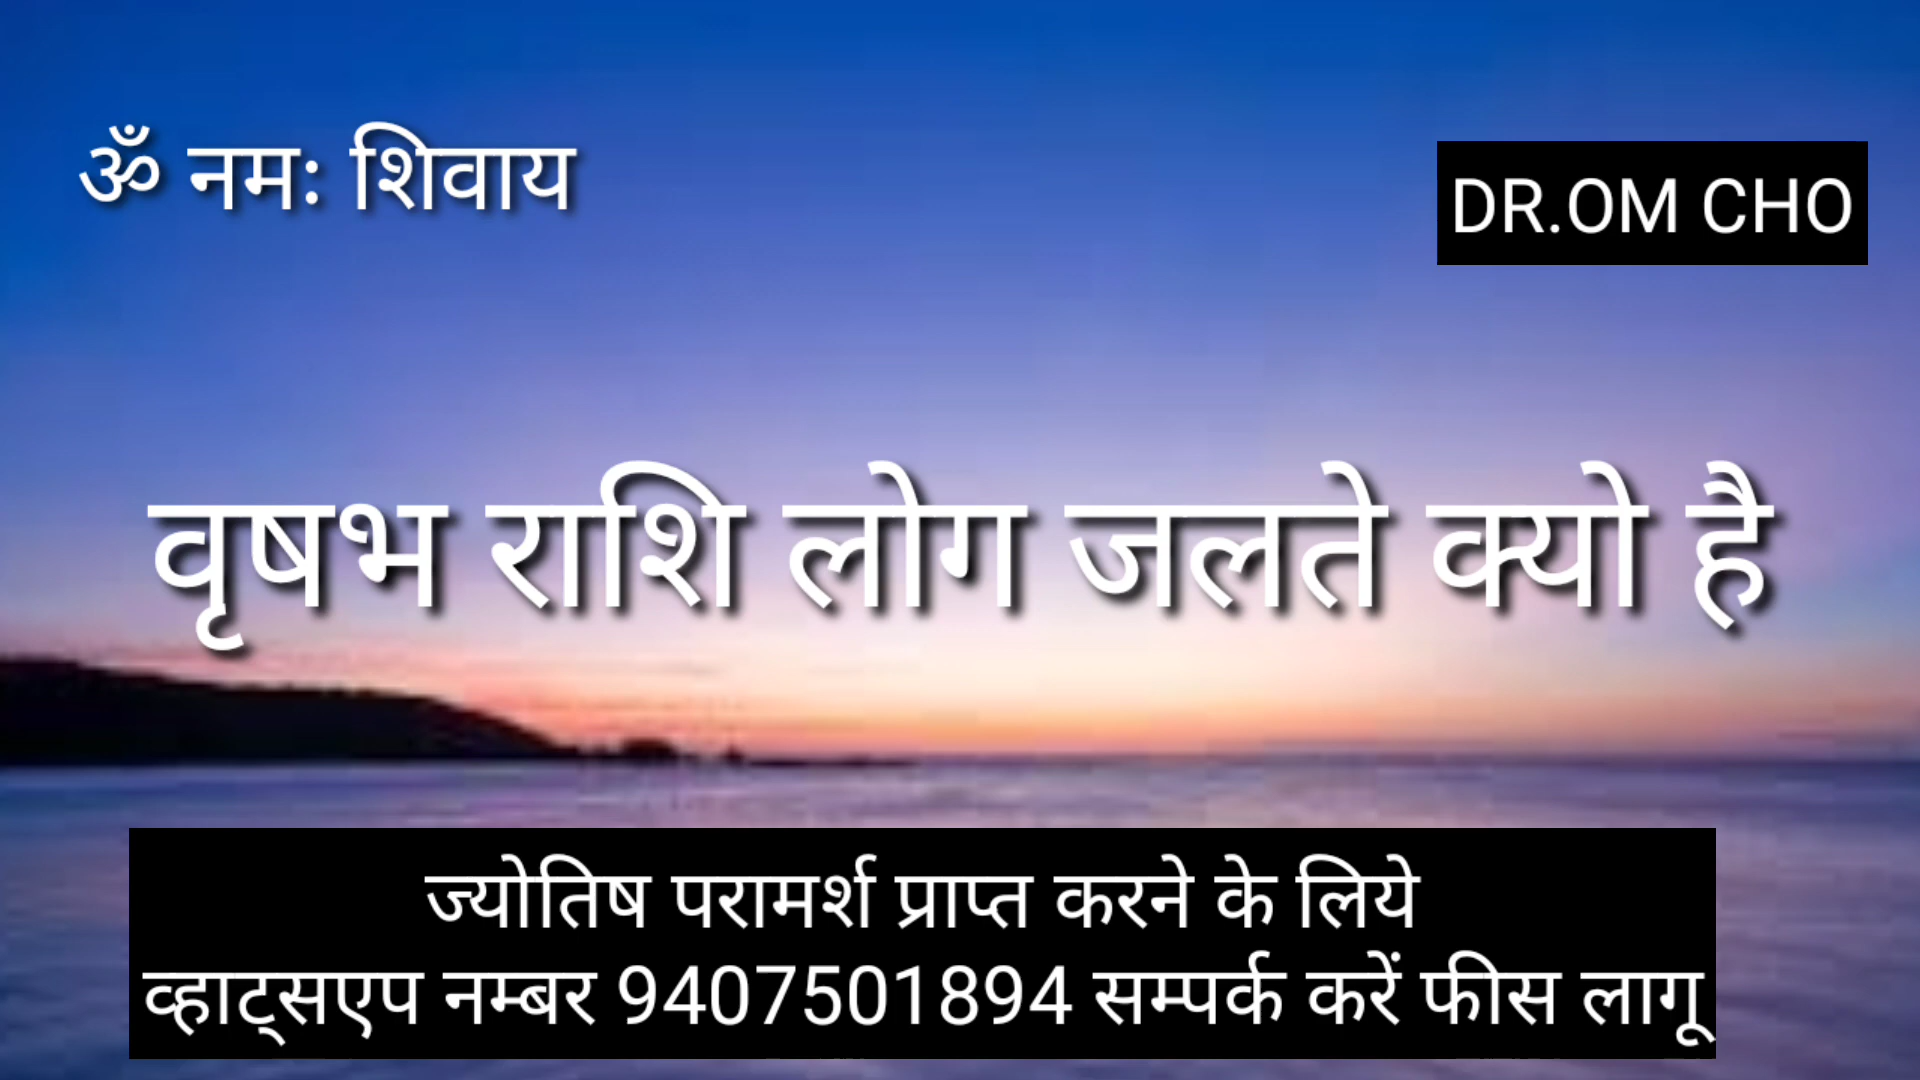 ॐ नमः शिवाय
DR.OM CHO
वृषभ राशि लोग जलते क्यो है
ज्योतिष परामर्श प्राप्त करने के लिये
व्हाट्सएप नम्बर 9407501894 सम्पर्क करें फीस लागू